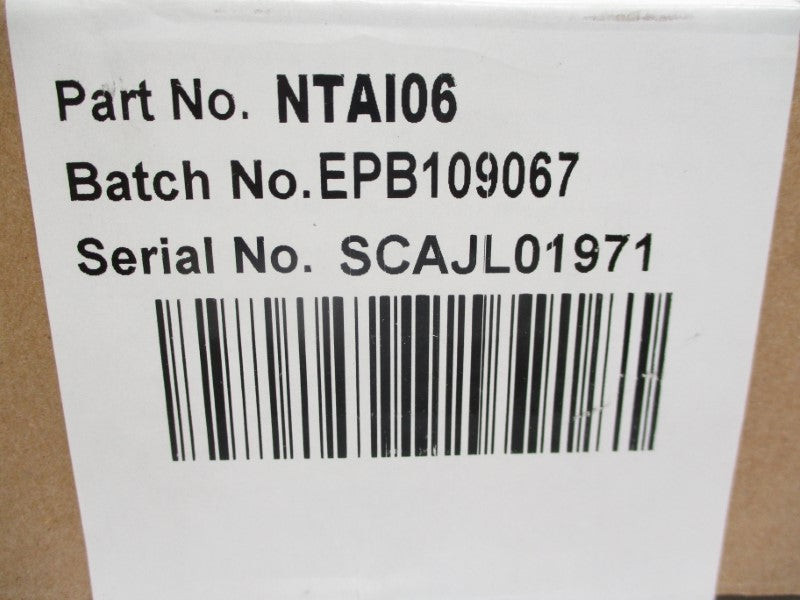 Part No. NTAI06
Batch No.EPB109067
Serial No. SCAJL01971